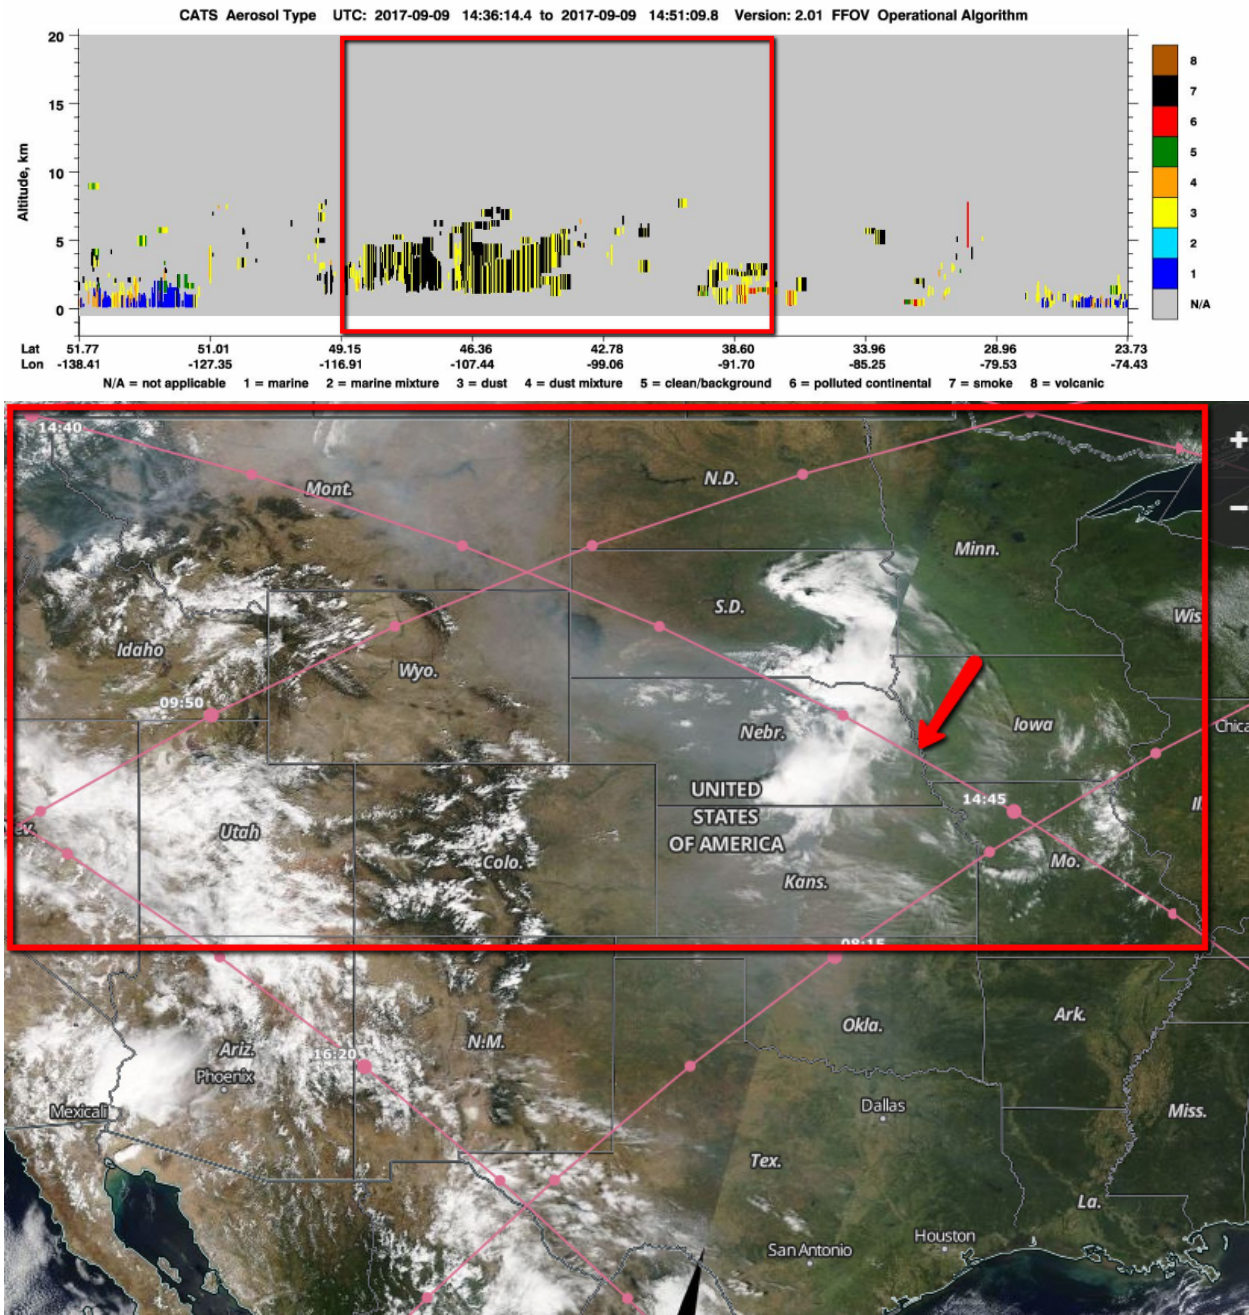 CATS Aerosol Type UTC: 2017-09-09 14:36:14.4 to 2017-09-09 14:51:09.8 Version: 2.01 FFOV Operational Algorithm
20
15
10
5
0
Altitude, km
8
7
6
5
4
3
2
1
N/A
Lat 51.77 51.01 49.15 46.36 42.78 38.60 33.96 28.96 23.73
Lon -138.41 -127.35 -116.91 -107.44 -99.06 -91.70 -85.25 -79.53 -74.43
N/A = not applicable 1 = marine 2 = marine mixture 3 = dust 4 = dust mixture 5 = clean/background 6 = polluted continental 7 = smoke 8 = volcanic
14:40
+
Mont.
N.D.
−
Minn.
S.D.
Wis
Idaho
Wyo.
09:50
Nebr.
Iowa
Chica
UNITED
STATES
OF AMERICA
14:45
Il
ev.
Utah
Colo.
Kans.
Mo.
08:15
Okla.
Ark.
N.M.
Ariz.
16:20
Phoenix
Mexicali
Dallas
Miss.
Tex.
La.
San Antonio
Houston